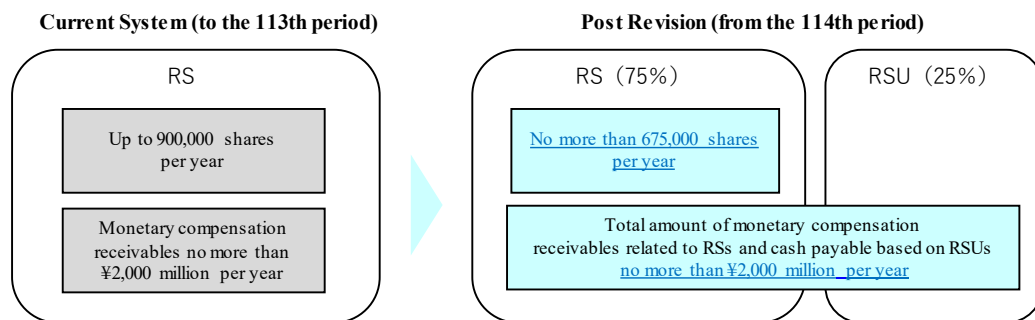 Current System (to the 113th period)
Post Revision (from the 114th period)
RS
RS (75%)
RSU (25%)
Up to 900,000 shares
per year
No more than 675,000 shares
per year
Monetary compensation
receivables no more than
¥2,000 million per year
Total amount of monetary compensation
receivables related to RSs and cash payable based on RSUs
no more than ¥2,000 million per year